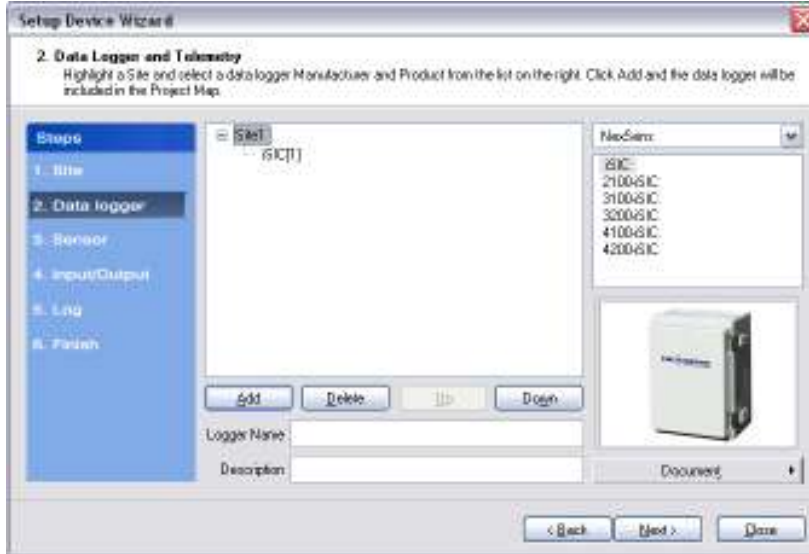 Setup Device Wizard
2. Data Logger and Telemetry
Highlight a Site and select a data logger Manufacturer and Product from the list on the right. Click Add and the data logger will be
included in the Project Map.
Steps
1. Site
2. Data logger
3. Sensor
4. Input/Output
5. Log
6. Finish
Site1
iSIC[1]
Add
Delete
Up
Down
Logger Name
Description
NexSens
iSIC
2100-iSIC
3100-iSIC
3200-iSIC
4100-iSIC
4200-iSIC
Document
< Back
Next >